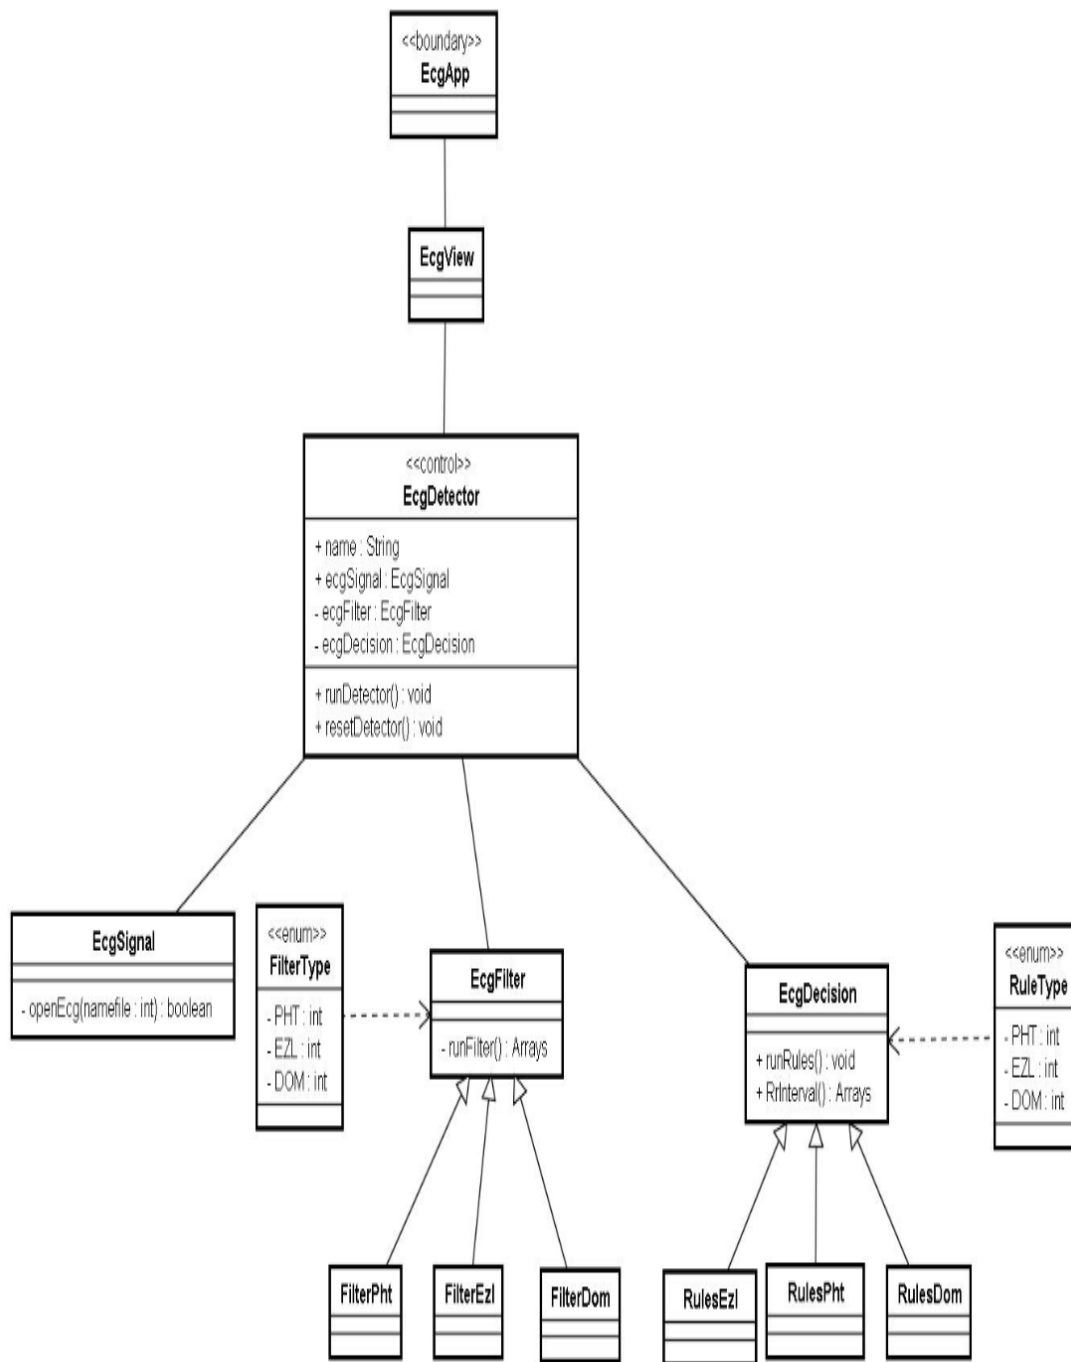 <<boundary>>
EcgApp
EcgView
<<control>>
EcgDetector
+ name : String
+ ecgSignal : EcgSignal
- ecgFilter : EcgFilter
- ecgDecision : EcgDecision
+ runDetector() : void
+ resetDetector() : void
EcgSignal
- openEcg(namefile : int) : boolean
<<enum>>
FilterType
- PHT : int
- EZL : int
- DOM : int
EcgFilter
- runFilter() : Arrays
EcgDecision
+ runRules() : void
+ RrInterval() : Arrays
<<enum>>
RuleType
- PHT : int
- EZL : int
- DOM : int
FilterPht
FilterEzl
FilterDom
RulesEzl
RulesPht
RulesDom